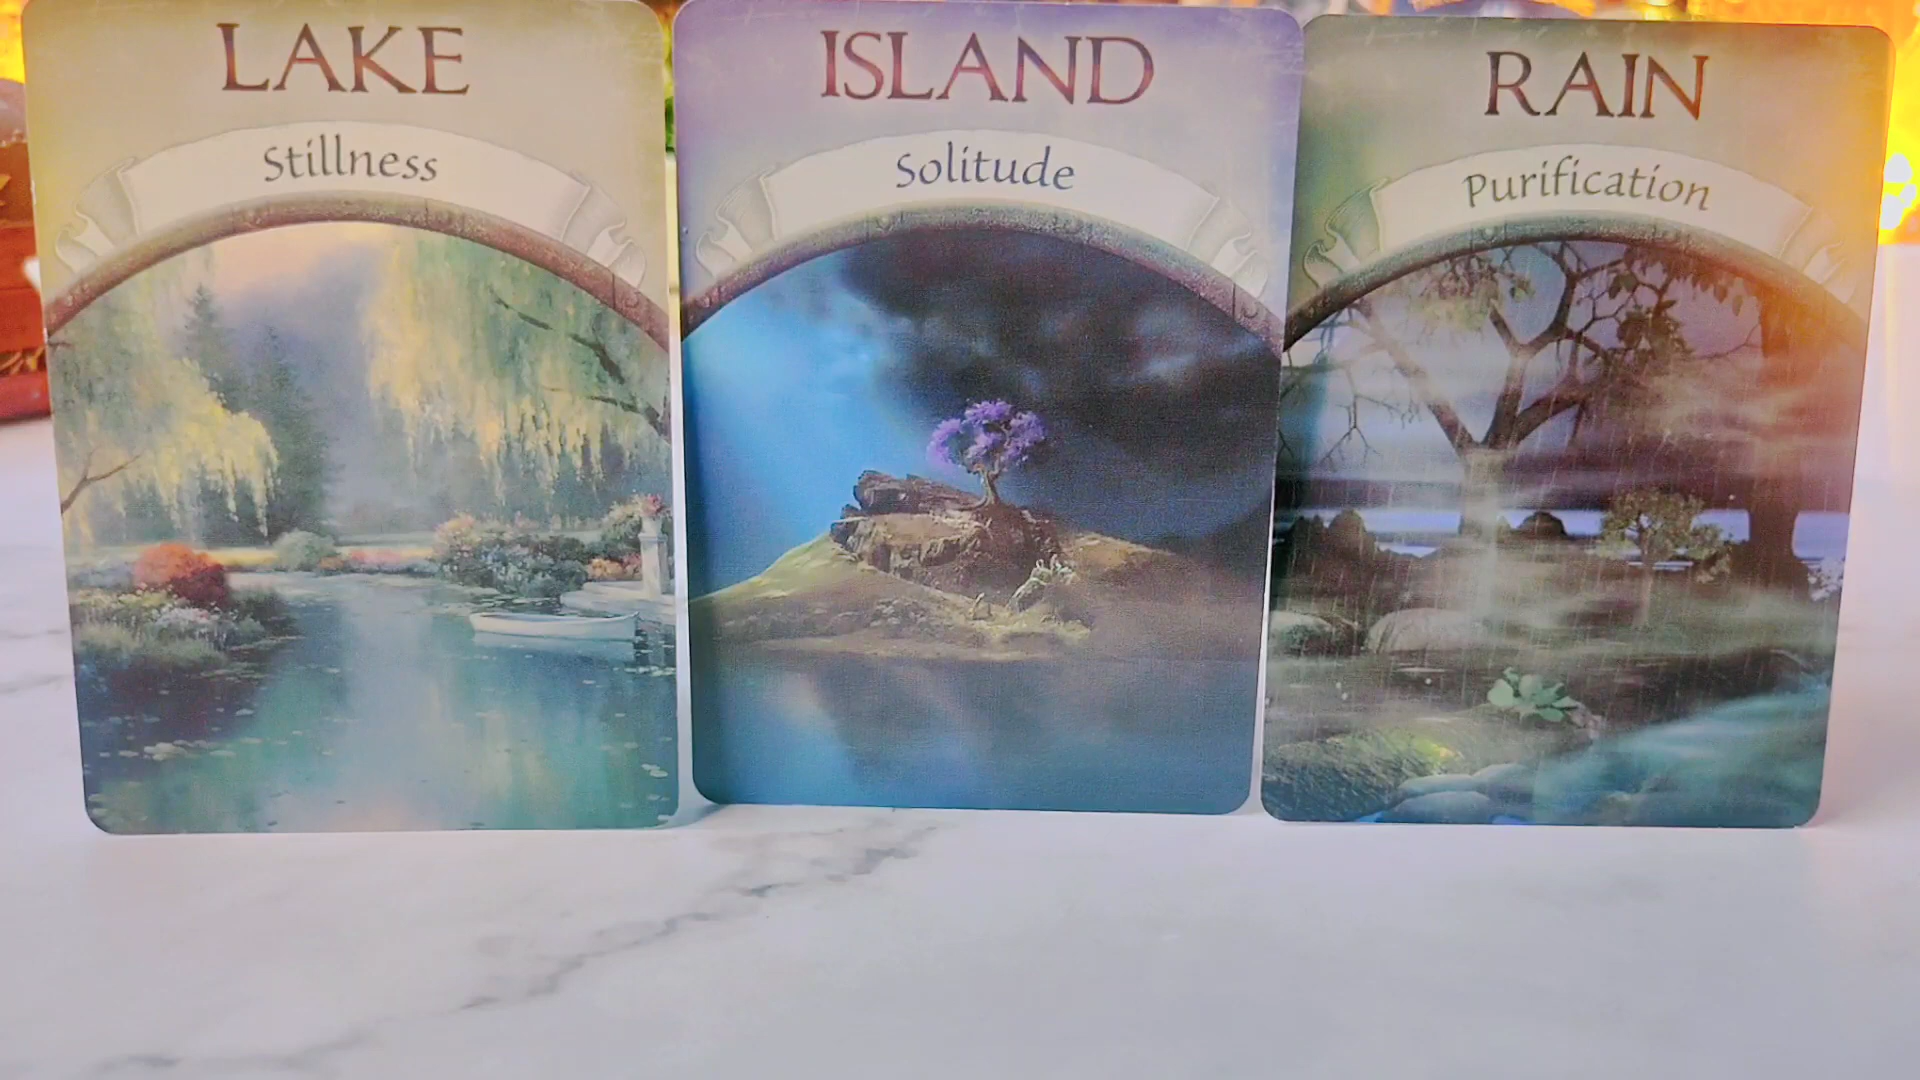 LAKE
Stillness
ISLAND
Solitude
RAIN
Purification